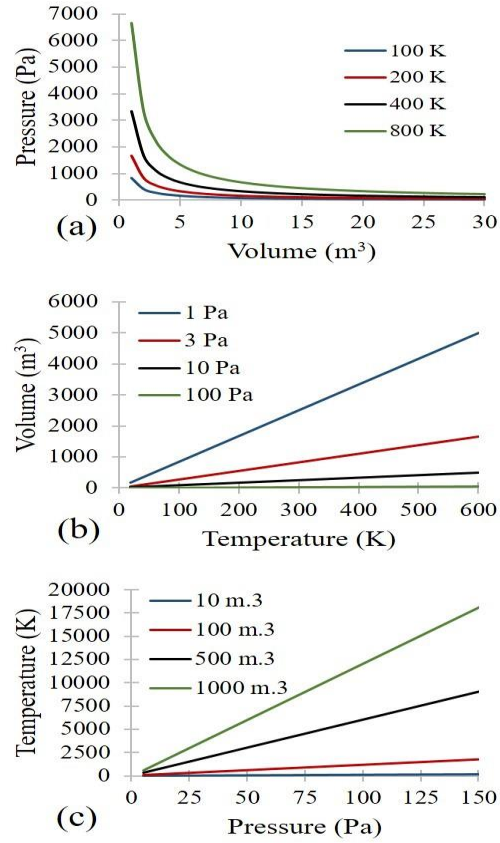 7000
6000
5000
4000
3000
2000
1000
0
Pressure (Pa)
100 K
200 K
400 K
800 K
0 5 10 15 20 25 30
(a)
Volume (m³)
6000
5000
4000
3000
2000
1000
0
Volume (m³)
1 Pa
3 Pa
10 Pa
100 Pa
0 100 200 300 400 500 600
(b)
Temperature (K)
20000
17500
15000
12500
10000
7500
5000
2500
0
Temperature (K)
10 m.3
100 m.3
500 m.3
1000 m.3
0 25 50 75 100 125 150
(c)
Pressure (Pa)